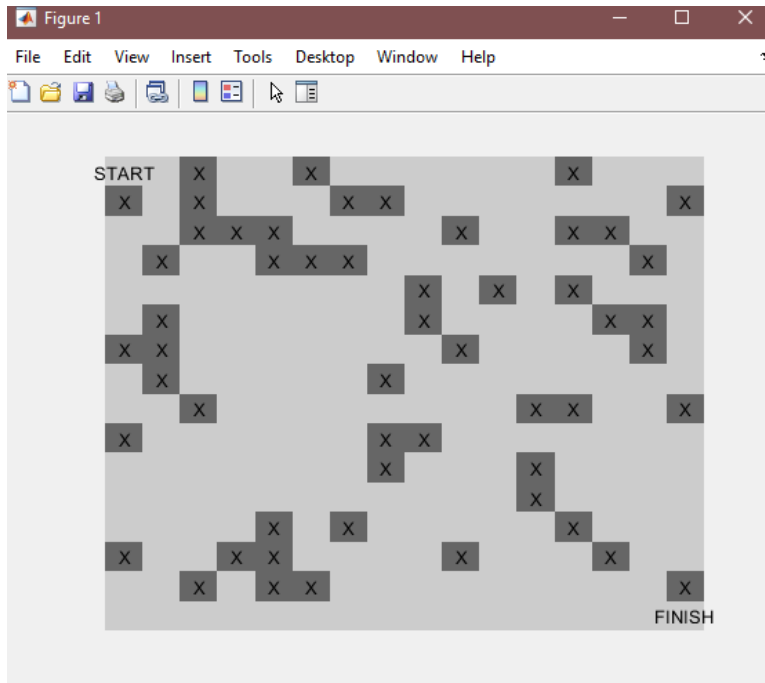 Figure 1
File Edit View Insert Tools Desktop Window Help
START X X X
X X X X X
X X X X X X
X X X X X
X X X
X X X X
X X X X
X X
X X X X
X X X
X X
X
X X X
X X X X X
X X X X
FINISH